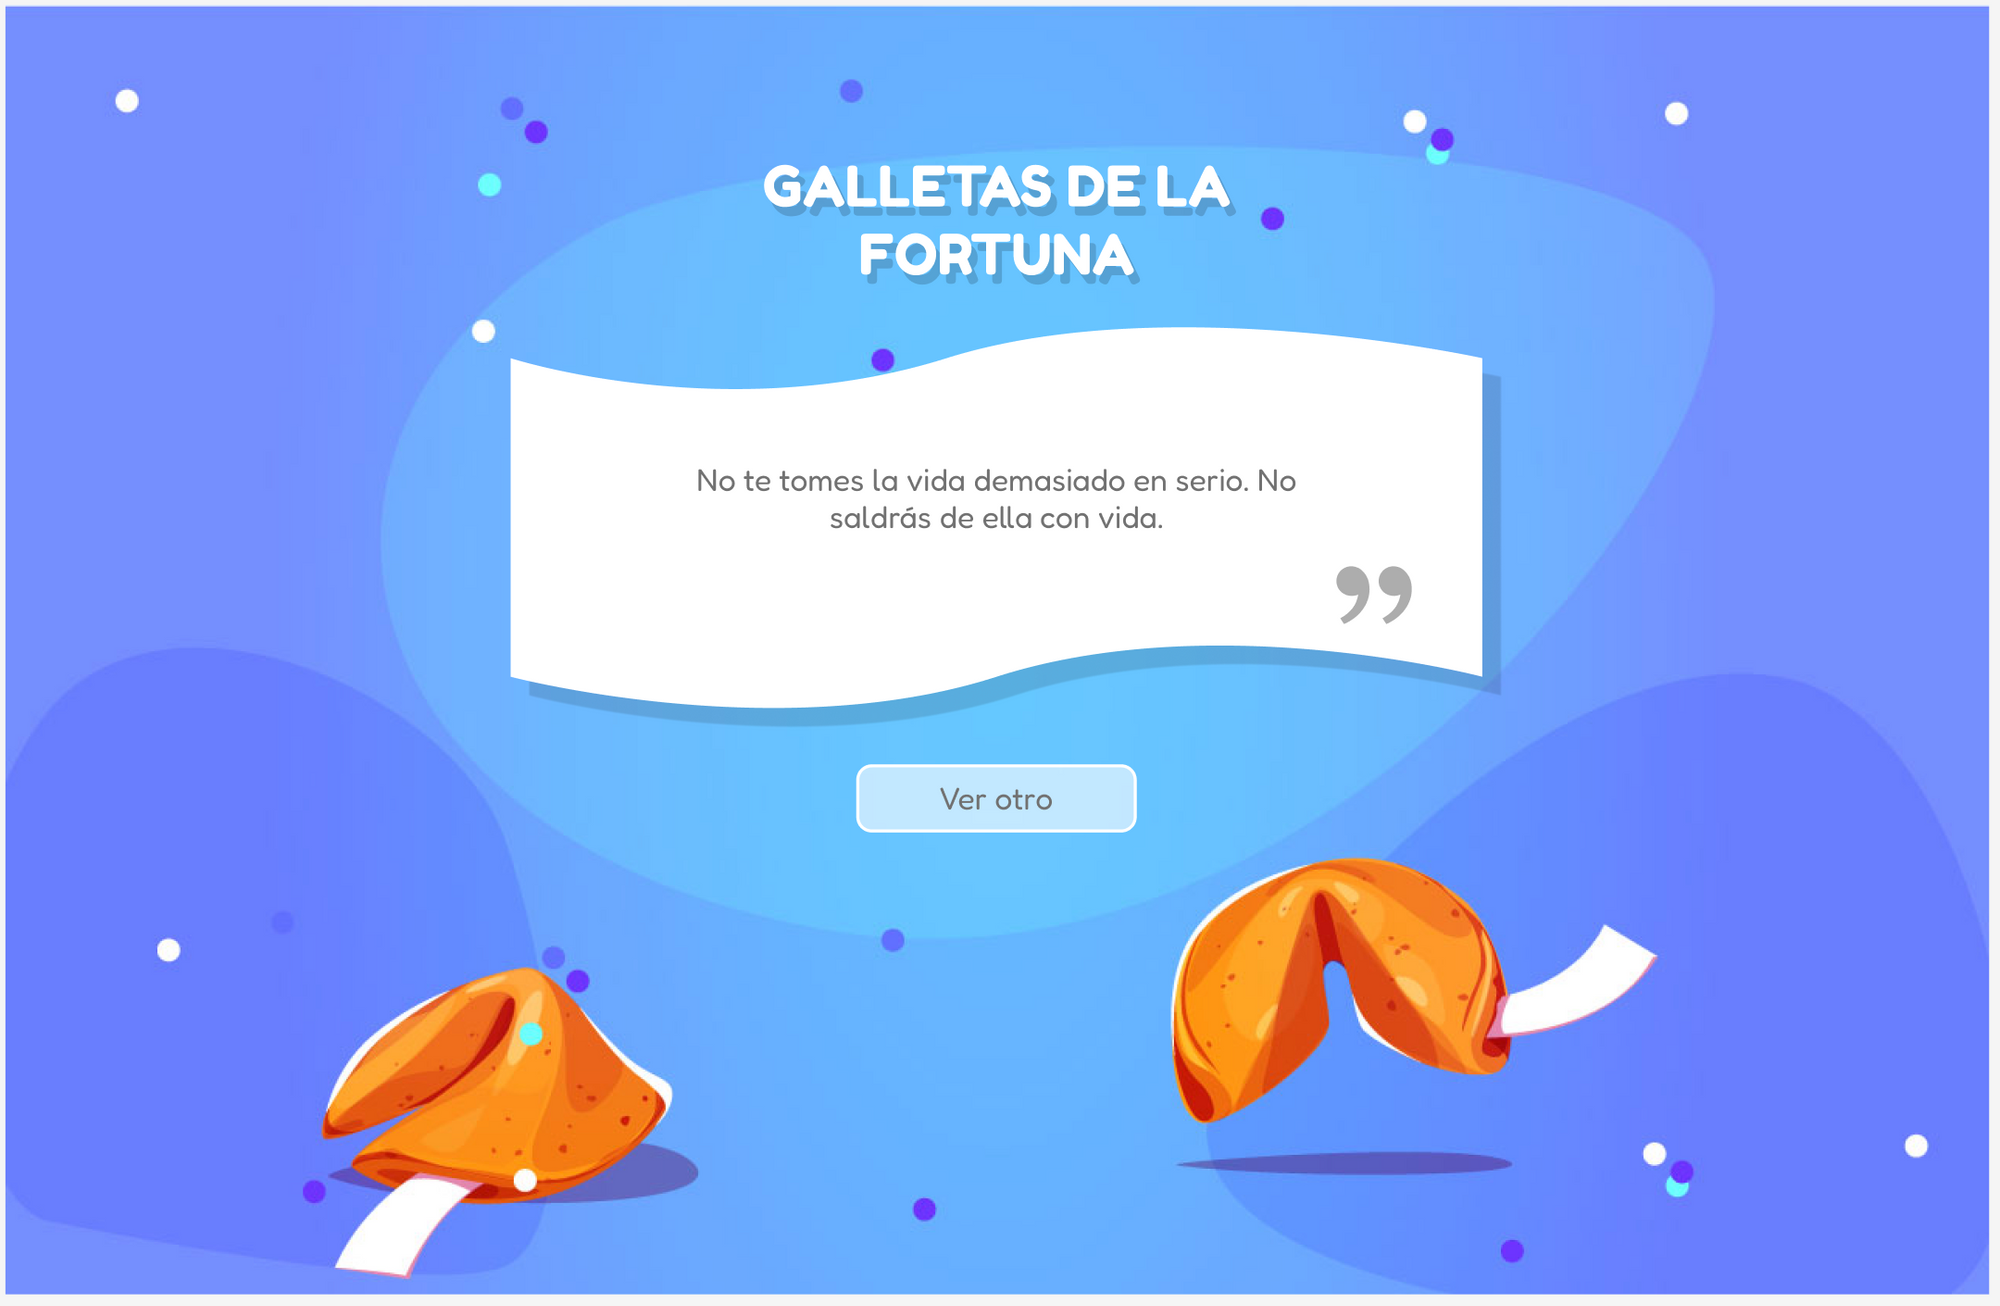 GALLETAS DE LA
FORTUNA
No te tomes la vida demasiado en serio. No
saldrás de ella con vida.
”
Ver otro